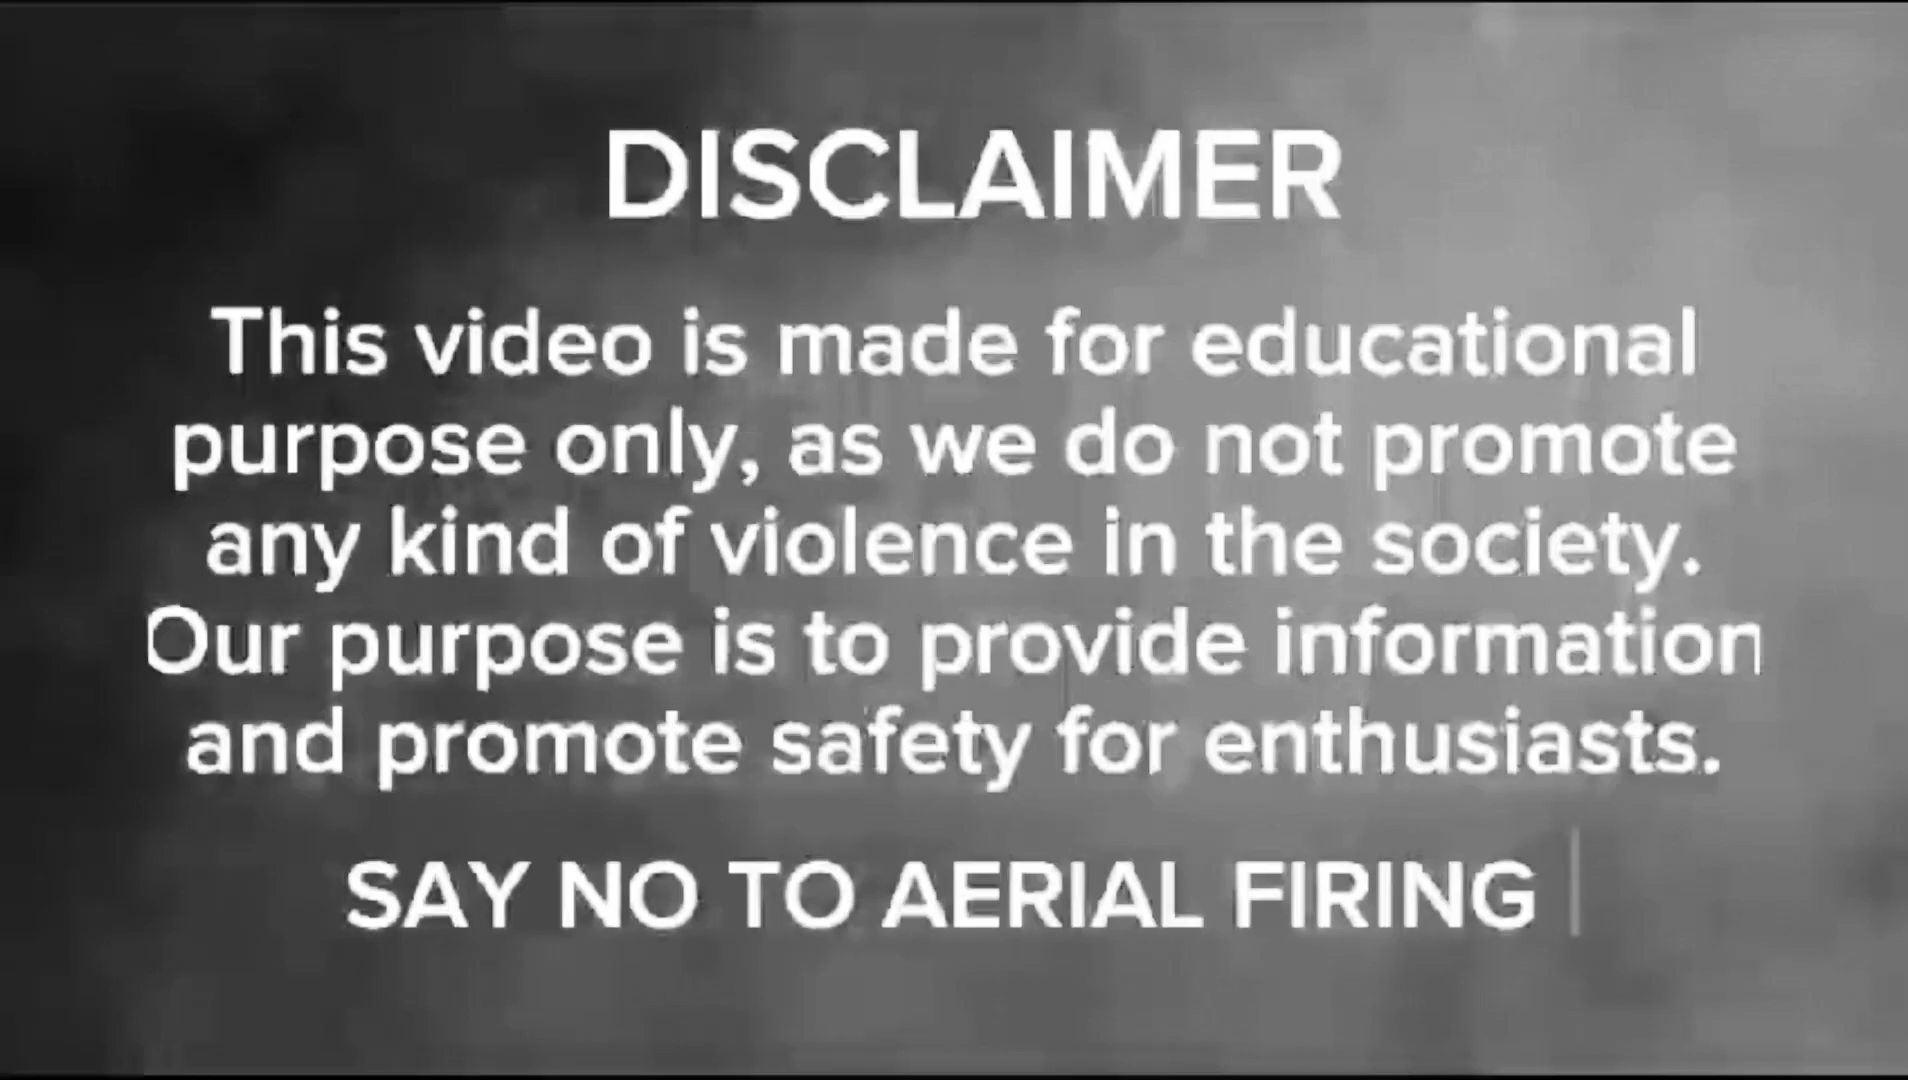 DISCLAIMER
This video is made for educational
purpose only, as we do not promote
any kind of violence in the society.
Our purpose is to provide information
and promote safety for enthusiasts.
SAY NO TO AERIAL FIRING